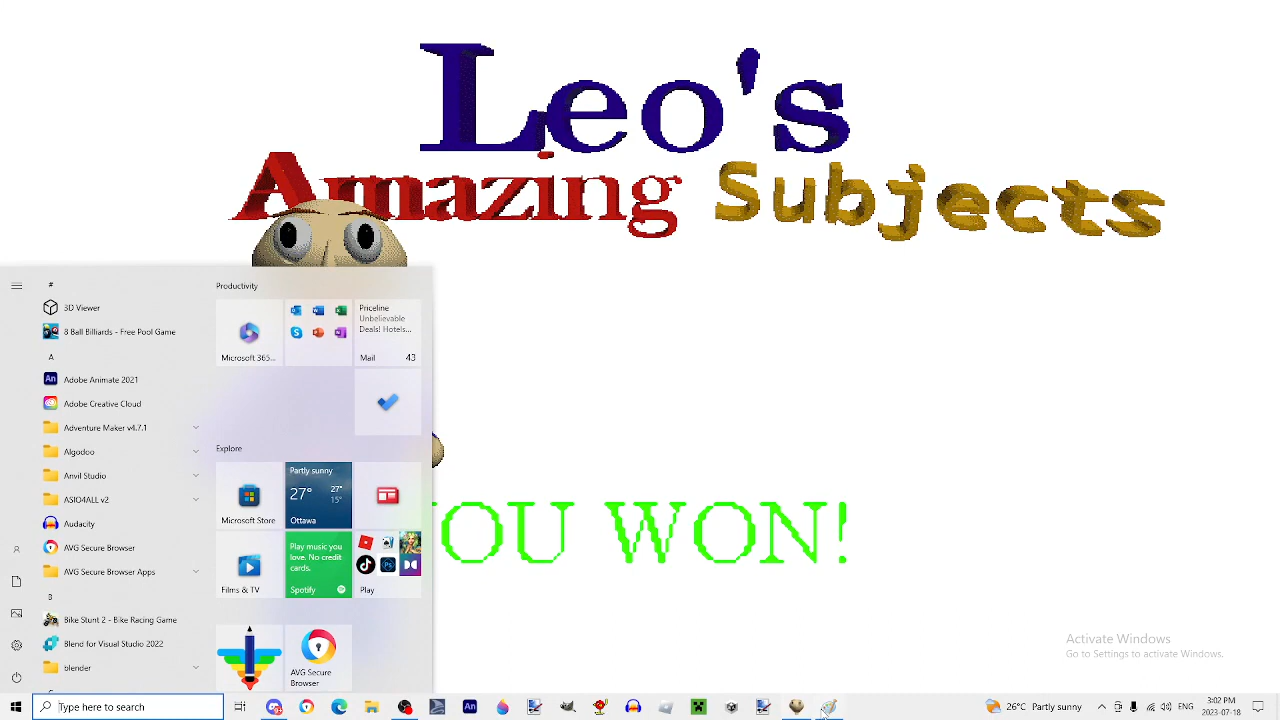 Leo's
Amazing Subjects
#
3D Viewer
8 Ball Billiards - Free Pool Game
A
Adobe Animate 2021
Adobe Creative Cloud
Adventure Maker v4.7.1
Algodoo
Anvil Studio
ASIO4ALL v2
Audacity
AVG Secure Browser
AVG Secure Browser Apps
B
Bike Stunt 2 - Bike Racing Game
Blend for Visual Studio 2022
blender
Productivity
Microsoft 365...
Priceline
Unbelievable
Deals! Hotels...
Mail 43
Explore
Microsoft Store
Partly sunny
27° 27°
15°
Ottawa
Films & TV
Play music you
love. No credit
cards.
Spotify
Play
AVG Secure
Browser
YOU WON!
Activate Windows
Go to Settings to activate Windows.
Type here to search
26°C Partly sunny
ENG
3:02 PM
2023-07-18